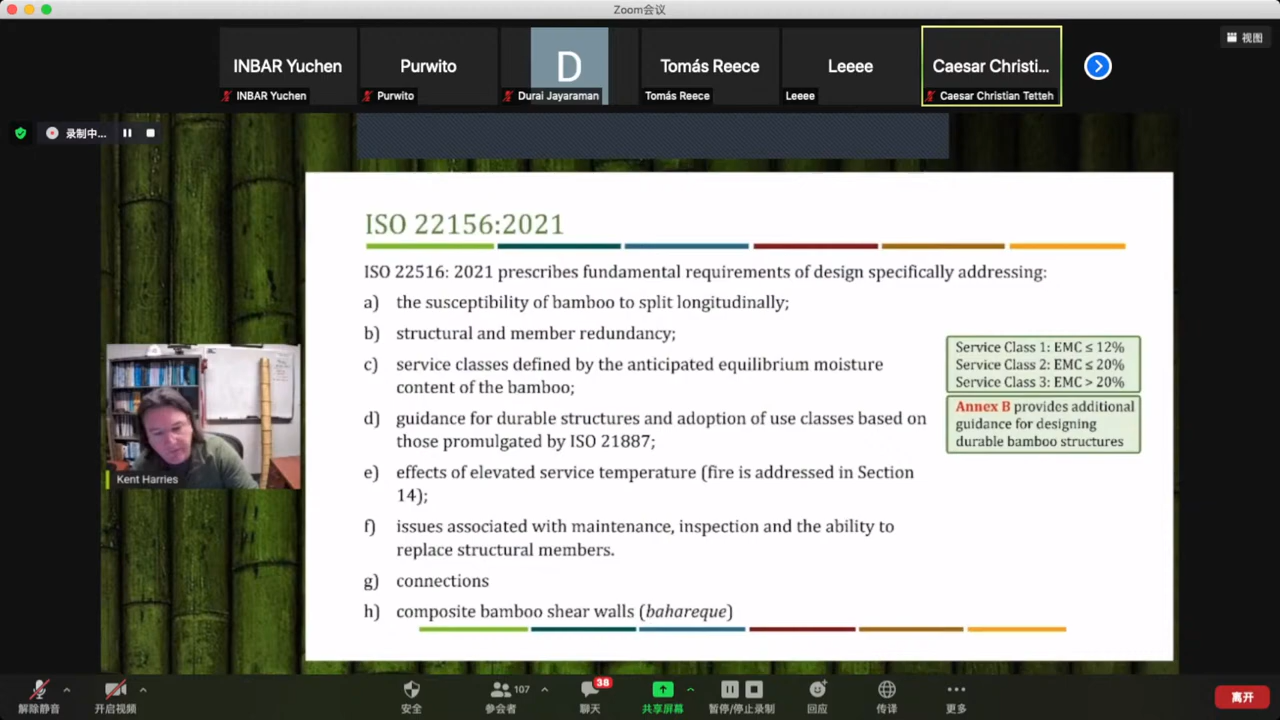 Zoom会议
INBAR Yuchen
Purwito
D
Tomás Reece
Leeee
Caesar Christi...
视图
INBAR Yuchen
Purwito
Durai Jayaraman
Tomás Reece
Leeee
Caesar Christian Tetteh
录制中...
ISO 22156:2021
ISO 22516: 2021 prescribes fundamental requirements of design specifically addressing:
a) the susceptibility of bamboo to split longitudinally;
b) structural and member redundancy;
c) service classes defined by the anticipated equilibrium moisture
content of the bamboo;
d) guidance for durable structures and adoption of use classes based on
those promulgated by ISO 21887;
e) effects of elevated service temperature (fire is addressed in Section
14);
f) issues associated with maintenance, inspection and the ability to
replace structural members.
g) connections
h) composite bamboo shear walls (bahareque)
Service Class 1: EMC ≤ 12%
Service Class 2: EMC ≤ 20%
Service Class 3: EMC > 20%
Annex B provides additional
guidance for designing
durable bamboo structures
Kent Harries
解除静音
开启视频
安全
107
参会者
38
聊天
共享屏幕
暂停/停止录制
回应
传译
更多
离开